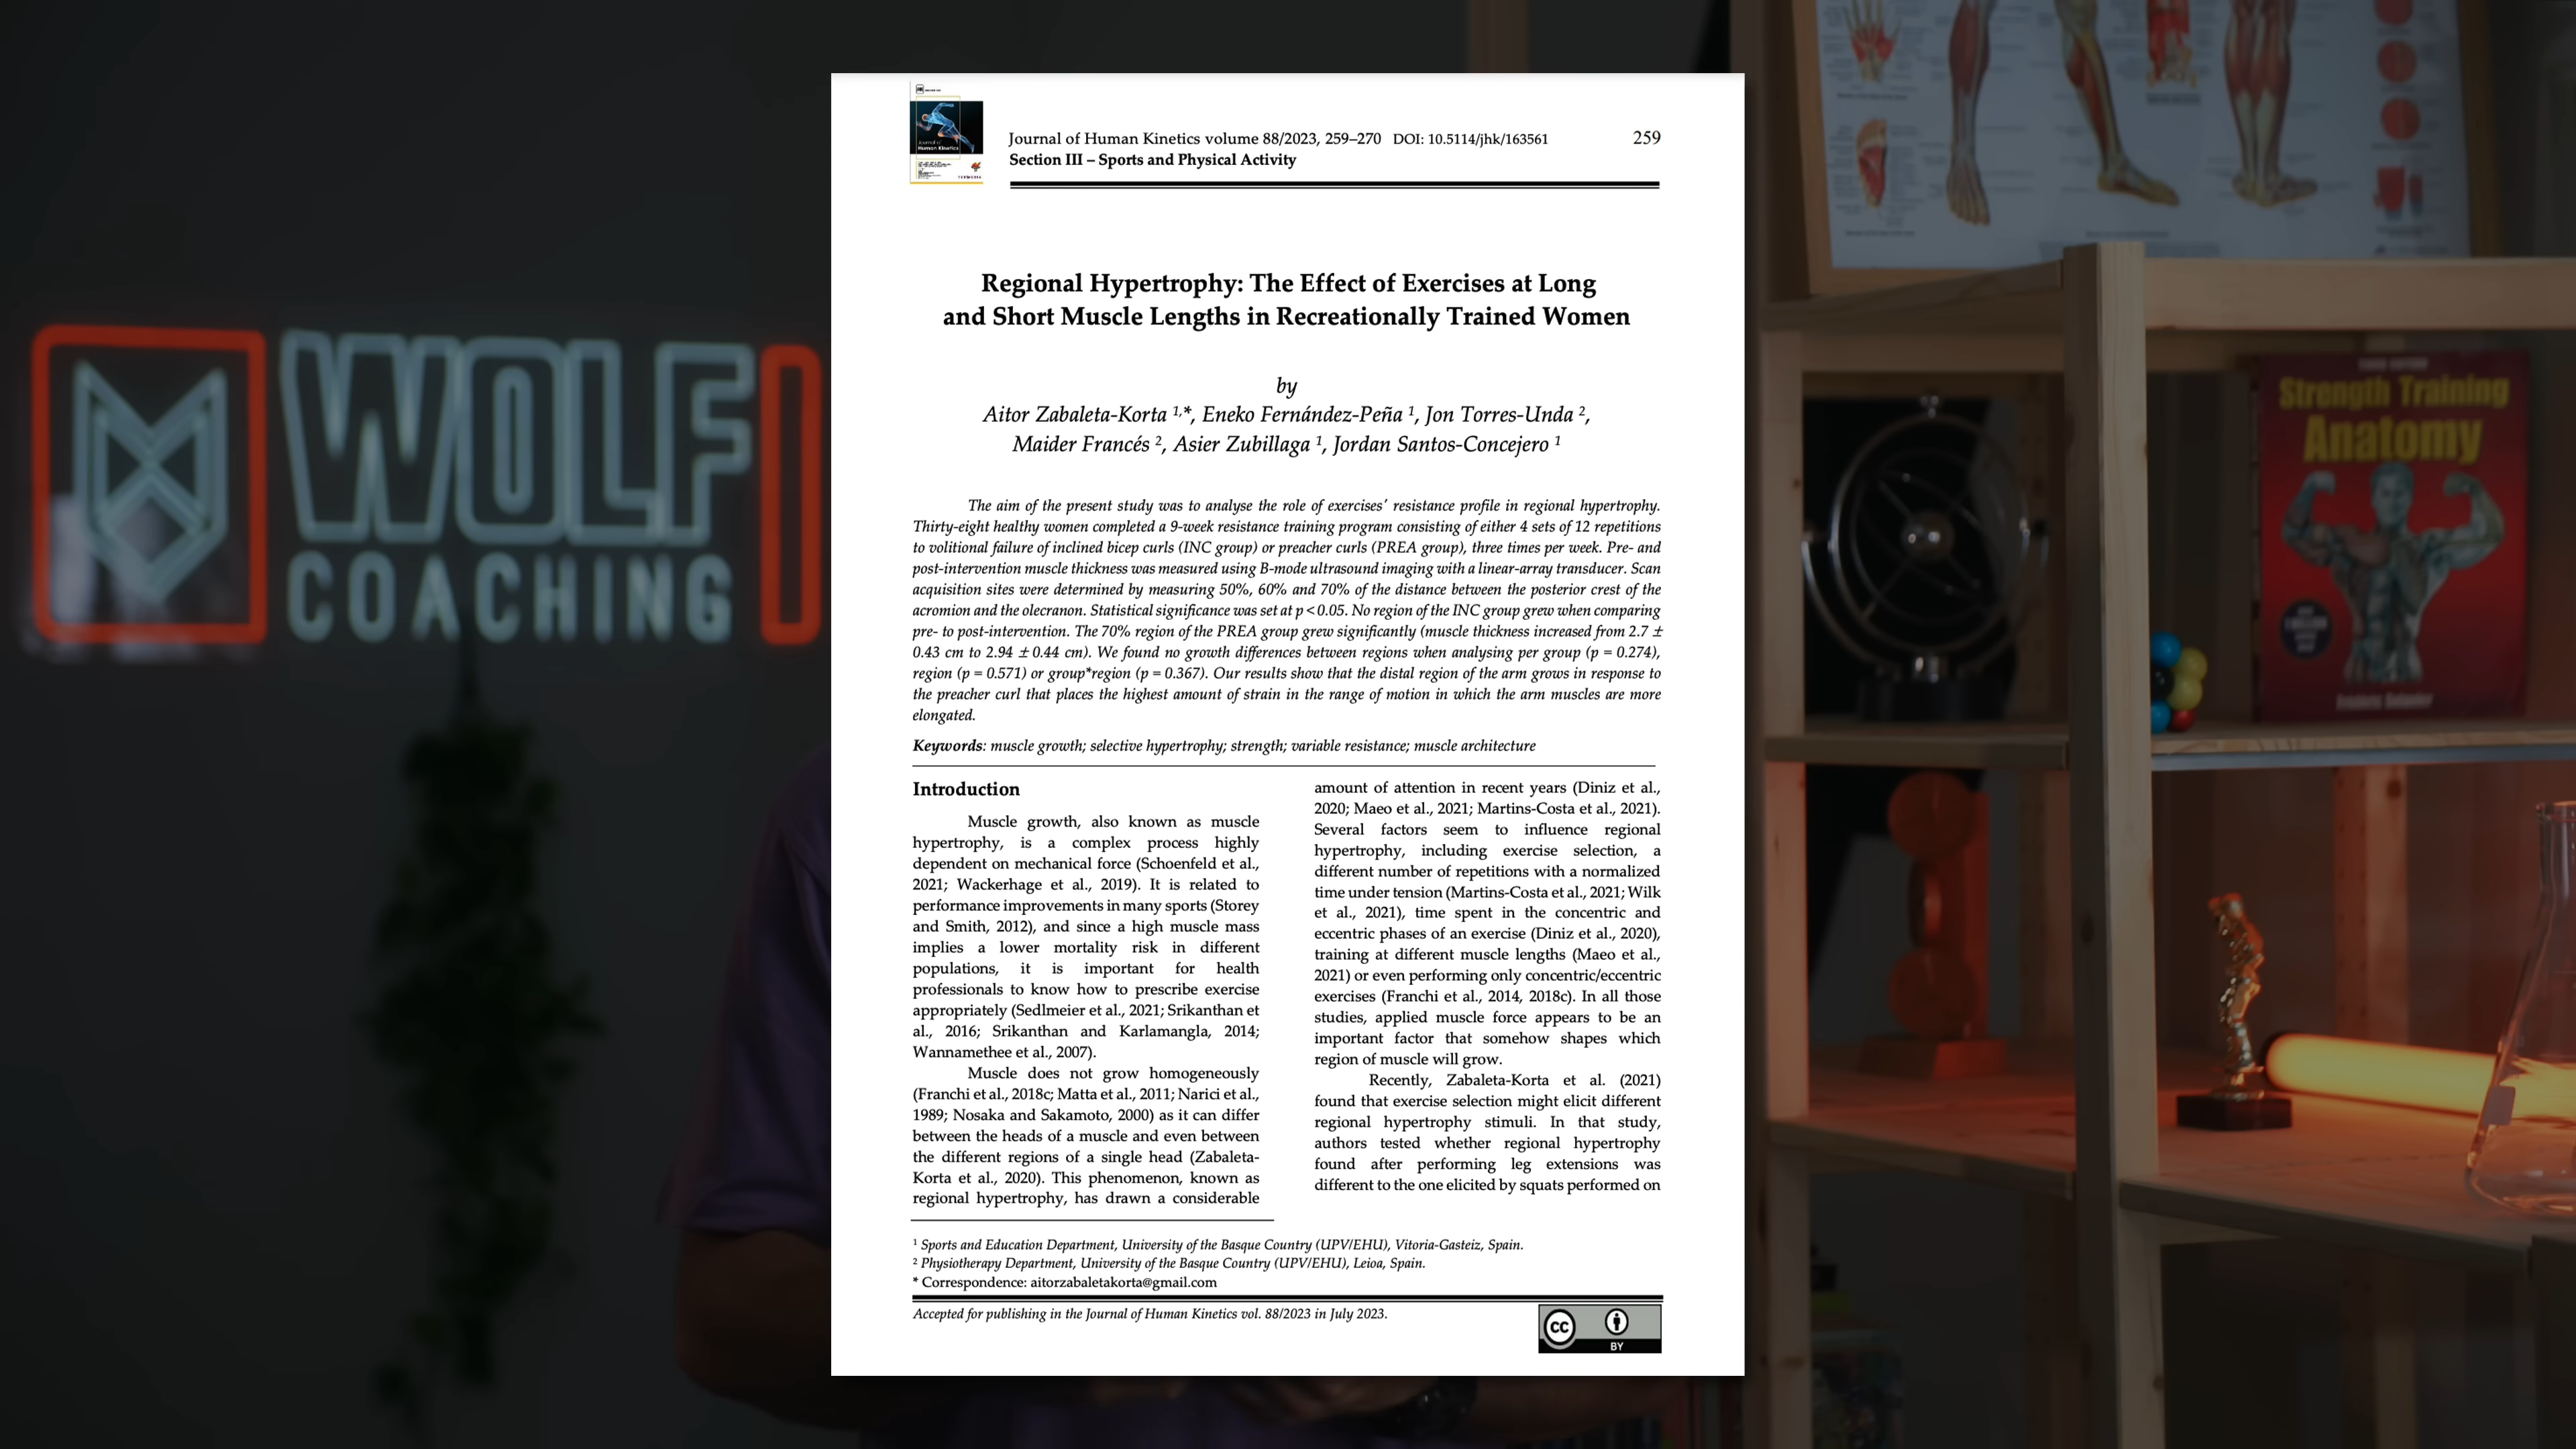 WOLF
COACHING
Strength Training
Anatomy
Frédéric Delavier
Journal of
Human Kinetics
Journal of Human Kinetics volume 88/2023, 259–270 DOI: 10.5114/jhk/163561
259
Section III – Sports and Physical Activity
Regional Hypertrophy: The Effect of Exercises at Long
and Short Muscle Lengths in Recreationally Trained Women
by
Aitor Zabaleta-Korta 1,*, Eneko Fernández-Peña 1, Jon Torres-Unda 2,
Maider Francés 2, Asier Zubillaga 1, Jordan Santos-Concejero 1
The aim of the present study was to analyse the role of exercises' resistance profile in regional hypertrophy.
Thirty-eight healthy women completed a 9-week resistance training program consisting of either 4 sets of 12 repetitions
to volitional failure of inclined bicep curls (INC group) or preacher curls (PREA group), three times per week. Pre- and
post-intervention muscle thickness was measured using B-mode ultrasound imaging with a linear-array transducer. Scan
acquisition sites were determined by measuring 50%, 60% and 70% of the distance between the posterior crest of the
acromion and the olecranon. Statistical significance was set at p < 0.05. No region of the INC group grew when comparing
pre- to post-intervention. The 70% region of the PREA group grew significantly (muscle thickness increased from 2.7 ±
0.43 cm to 2.94 ± 0.44 cm). We found no growth differences between regions when analysing per group (p = 0.274),
region (p = 0.571) or group*region (p = 0.367). Our results show that the distal region of the arm grows in response to
the preacher curl that places the highest amount of strain in the range of motion in which the arm muscles are more
elongated.
Keywords: muscle growth; selective hypertrophy; strength; variable resistance; muscle architecture
Introduction
Muscle growth, also known as muscle
hypertrophy, is a complex process highly
dependent on mechanical force (Schoenfeld et al.,
2021; Wackerhage et al., 2019). It is related to
performance improvements in many sports (Storey
and Smith, 2012), and since a high muscle mass
implies a lower mortality risk in different
populations, it is important for health
professionals to know how to prescribe exercise
appropriately (Sedlmeier et al., 2021; Srikanthan et
al., 2016; Srikanthan and Karlamangla, 2014;
Wannamethee et al., 2007).
Muscle does not grow homogeneously
(Franchi et al., 2018c; Matta et al., 2011; Narici et al.,
1989; Nosaka and Sakamoto, 2000) as it can differ
between the heads of a muscle and even between
the different regions of a single head (Zabaleta-
Korta et al., 2020). This phenomenon, known as
regional hypertrophy, has drawn a considerable
amount of attention in recent years (Diniz et al.,
2020; Maeo et al., 2021; Martins-Costa et al., 2021).
Several factors seem to influence regional
hypertrophy, including exercise selection, a
different number of repetitions with a normalized
time under tension (Martins-Costa et al., 2021; Wilk
et al., 2021), time spent in the concentric and
eccentric phases of an exercise (Diniz et al., 2020),
training at different muscle lengths (Maeo et al.,
2021) or even performing only concentric/eccentric
exercises (Franchi et al., 2014, 2018c). In all those
studies, applied muscle force appears to be an
important factor that somehow shapes which
region of muscle will grow.
Recently, Zabaleta-Korta et al. (2021)
found that exercise selection might elicit different
regional hypertrophy stimuli. In that study,
authors tested whether regional hypertrophy
found after performing leg extensions was
different to the one elicited by squats performed on
1 Sports and Education Department, University of the Basque Country (UPV/EHU), Vitoria-Gasteiz, Spain.
2 Physiotherapy Department, University of the Basque Country (UPV/EHU), Leioa, Spain.
* Correspondence: aitorzabaletakorta@gmail.com
Accepted for publishing in the Journal of Human Kinetics vol. 88/2023 in July 2023.
CC
BY